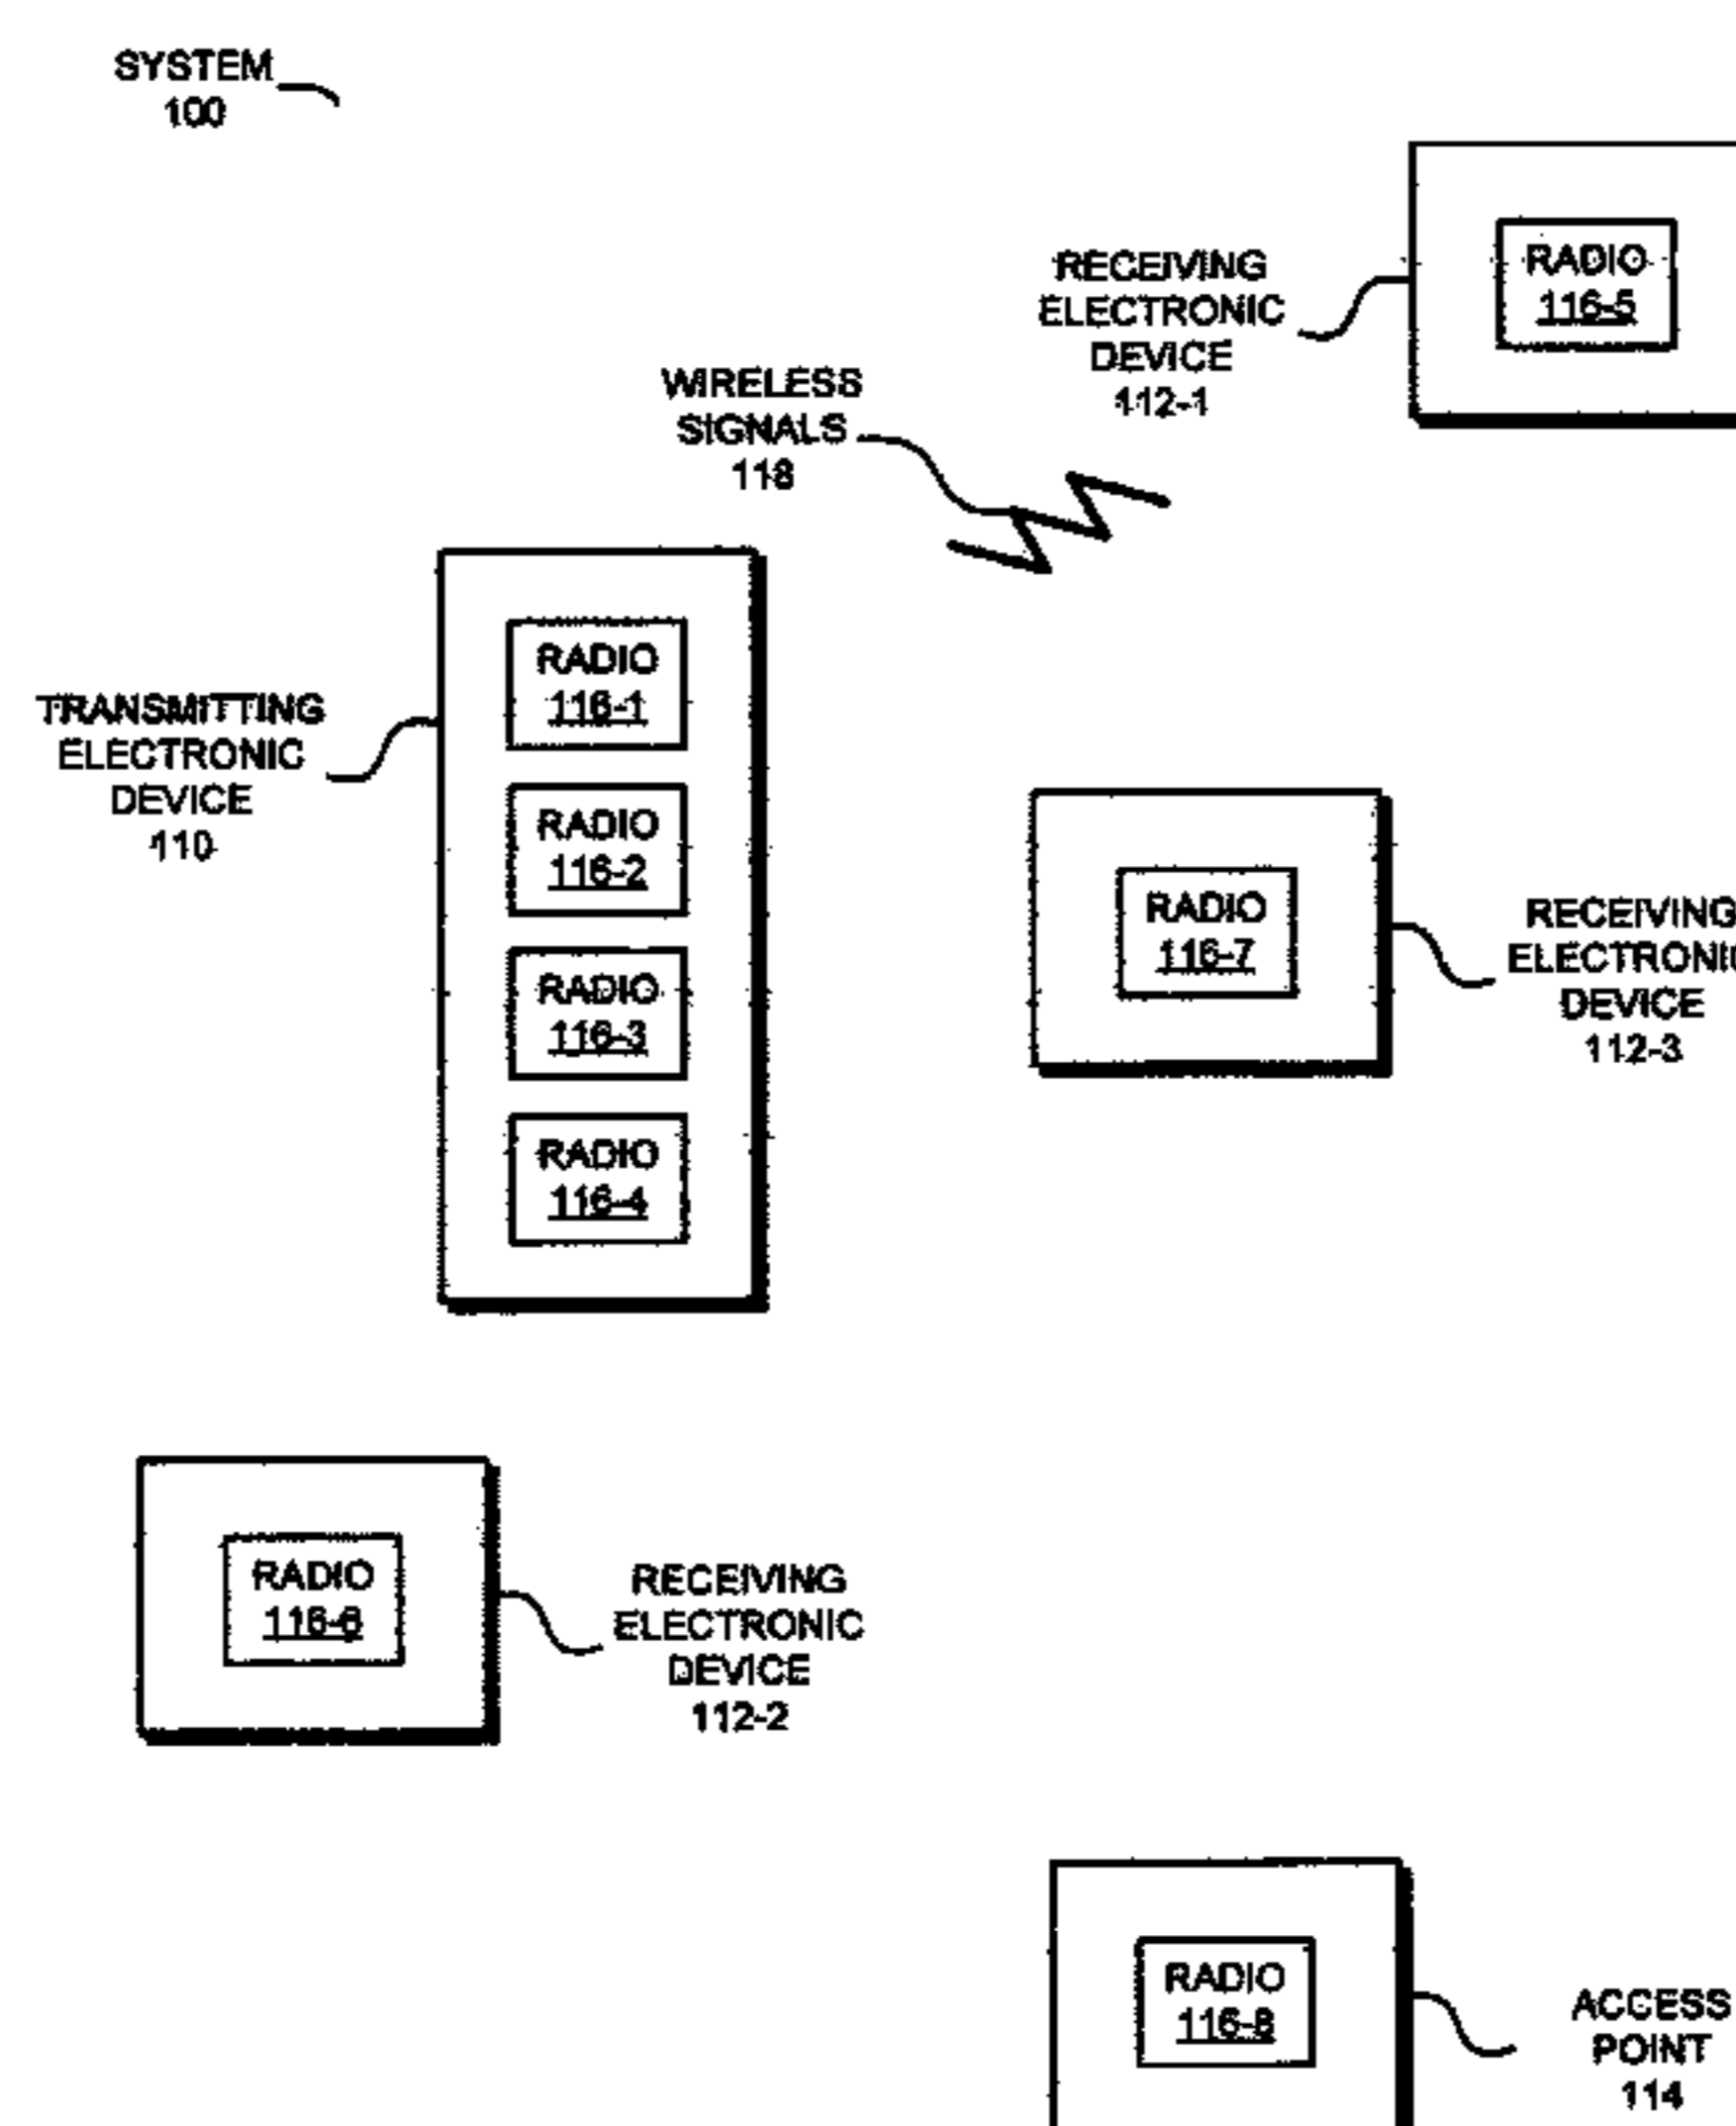 SYSTEM
100
RECEIVING
ELECTRONIC
DEVICE
112-1
RADIO
116-5
WIRELESS
SIGNALS
118
TRANSMITTING
ELECTRONIC
DEVICE
110
RADIO
116-1
RADIO
116-2
RADIO
116-3
RADIO
116-4
RADIO
116-7
RECEIVING
ELECTRONIC
DEVICE
112-3
RADIO
116-6
RECEIVING
ELECTRONIC
DEVICE
112-2
RADIO
116-8
ACCESS
POINT
114